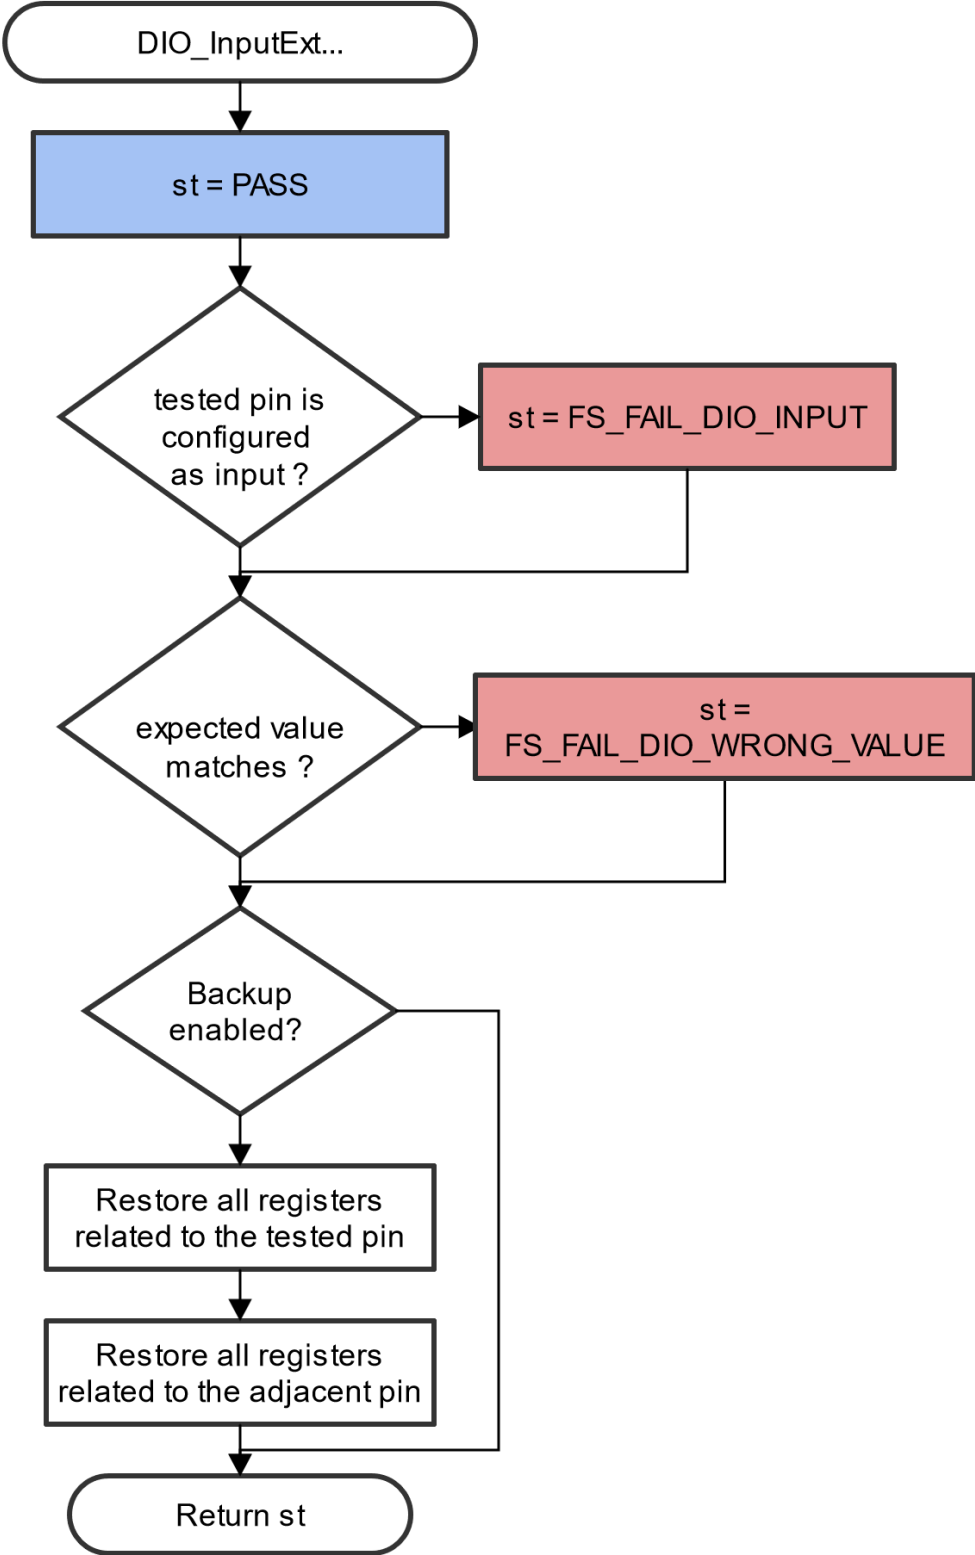 DIO_InputExt...
st = PASS
tested pin is
configured
as input ?
st = FS_FAIL_DIO_INPUT
expected value
matches ?
st =
FS_FAIL_DIO_WRONG_VALUE
Backup
enabled?
Restore all registers
related to the tested pin
Restore all registers
related to the adjacent pin
Return st